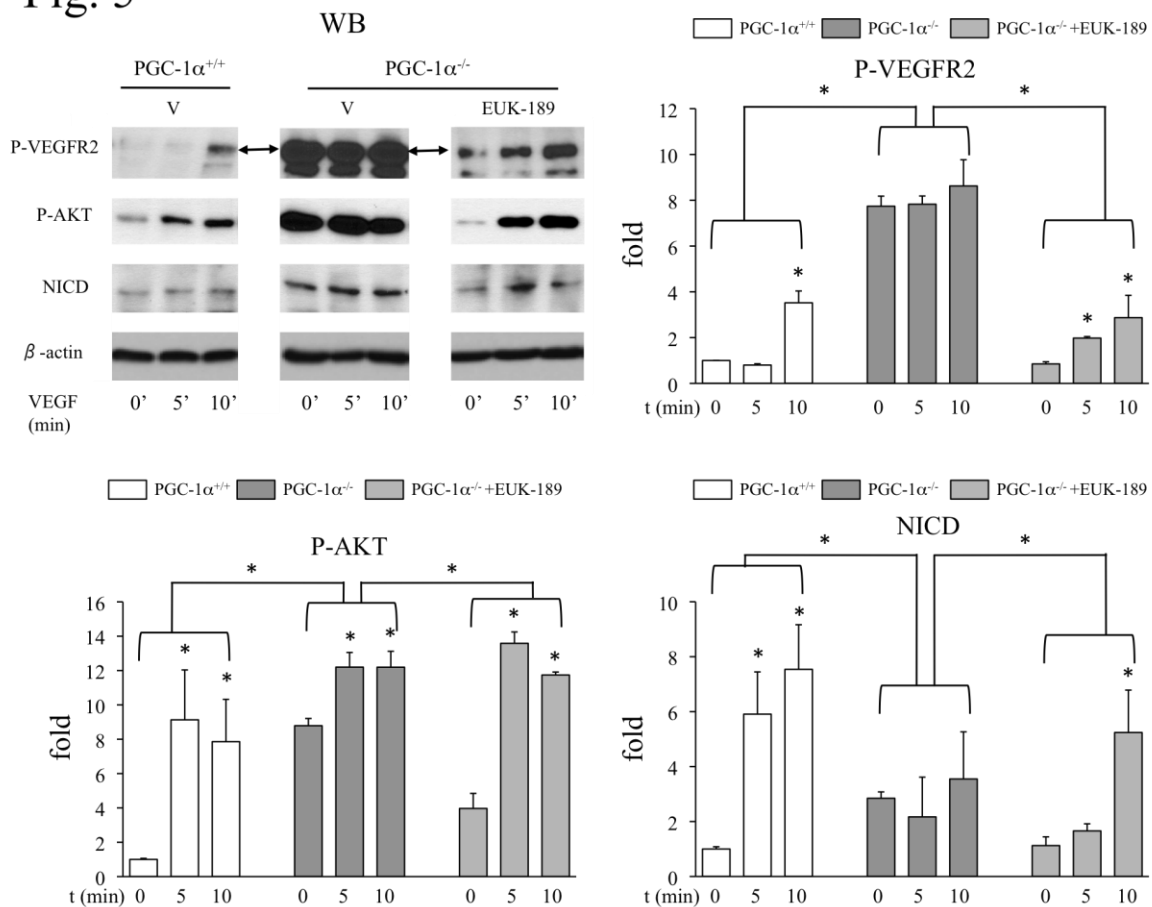 Fig. 5
WB
PGC-1α+/+ PGC-1α-/-
V V EUK-189
P-VEGFR2
P-AKT
NICD
β-actin
VEGF 0’ 5’ 10’ 0’ 5’ 10’ 0’ 5’ 10’
(min)
PGC-1α+/+ PGC-1α-/- PGC-1α-/- +EUK-189
P-VEGFR2
* *
12
10
8
6
4
2
0
fold
* * *
t (min) 0 5 10 0 5 10 0 5 10
PGC-1α+/+ PGC-1α-/- PGC-1α-/- +EUK-189
P-AKT
* *
16
14
12
10
8
6
4
2
0
fold
* * * * * *
t (min) 0 5 10 0 5 10 0 5 10
PGC-1α+/+ PGC-1α-/- PGC-1α-/- +EUK-189
NICD
* *
10
8
6
4
2
0
fold
* * *
t (min) 0 5 10 0 5 10 0 5 10